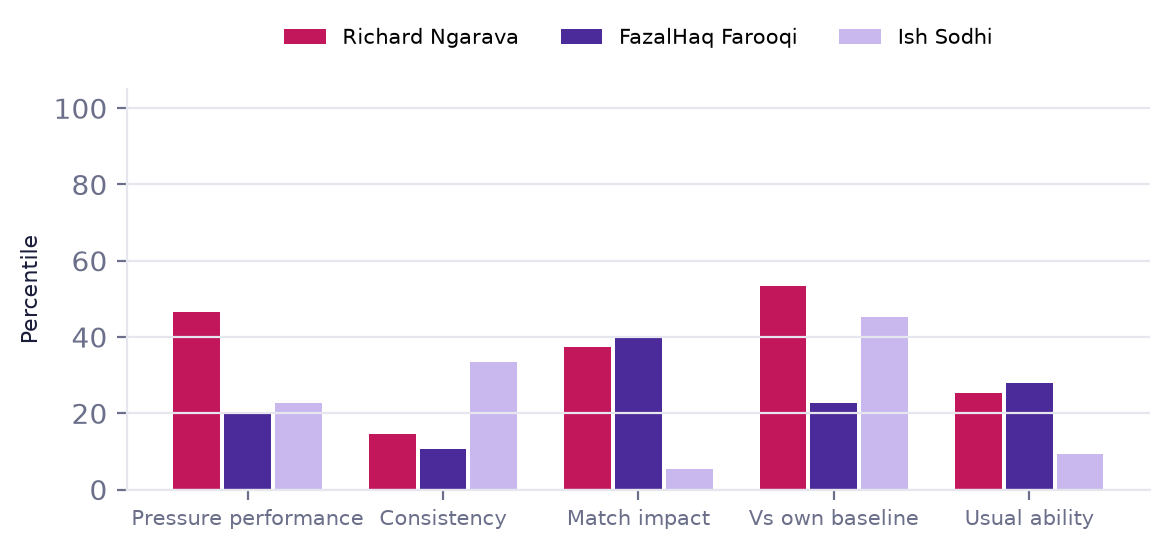 Richard Ngarava FazalHaq Farooqi Ish Sodhi
Percentile
100
80
60
40
20
0
Pressure performance Consistency Match impact Vs own baseline Usual ability